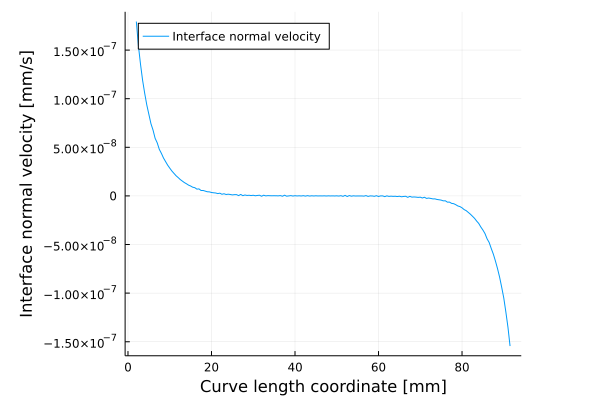 Interface normal velocity
Interface normal velocity [mm/s]
1.50×10⁻⁷
1.00×10⁻⁷
5.00×10⁻⁸
0
−5.00×10⁻⁸
−1.00×10⁻⁷
−1.50×10⁻⁷
0 20 40 60 80
Curve length coordinate [mm]